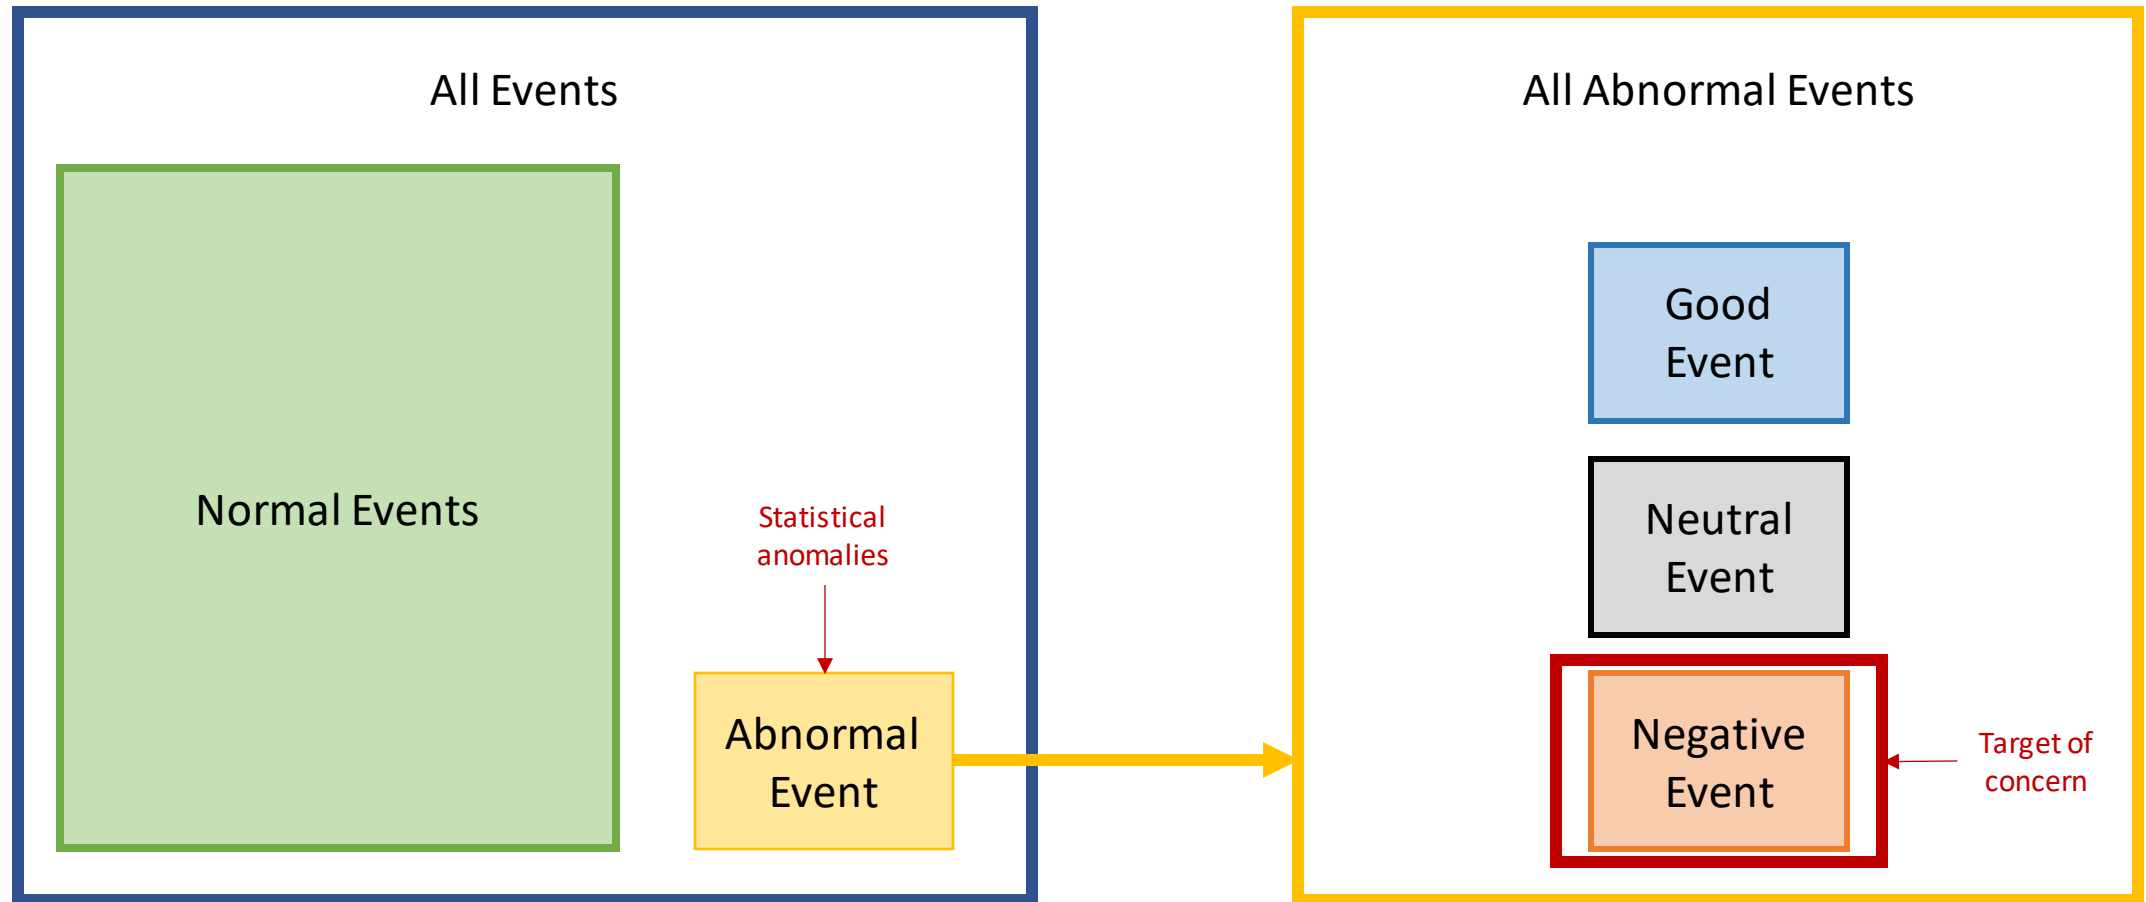 All Events
Normal Events
Statistical
anomalies
Abnormal
Event
All Abnormal Events
Good
Event
Neutral
Event
Negative
Event
Target of
concern